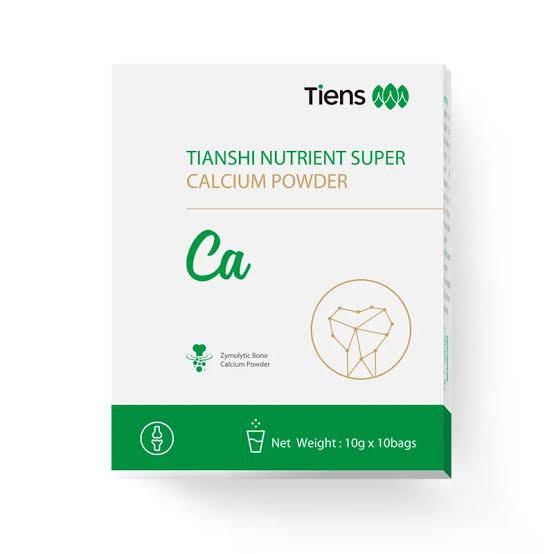 Tiens
TIANSHI NUTRIENT SUPER
CALCIUM POWDER
Ca
Zymolytic Bone
Calcium Powder
Net Weight : 10g x 10bags